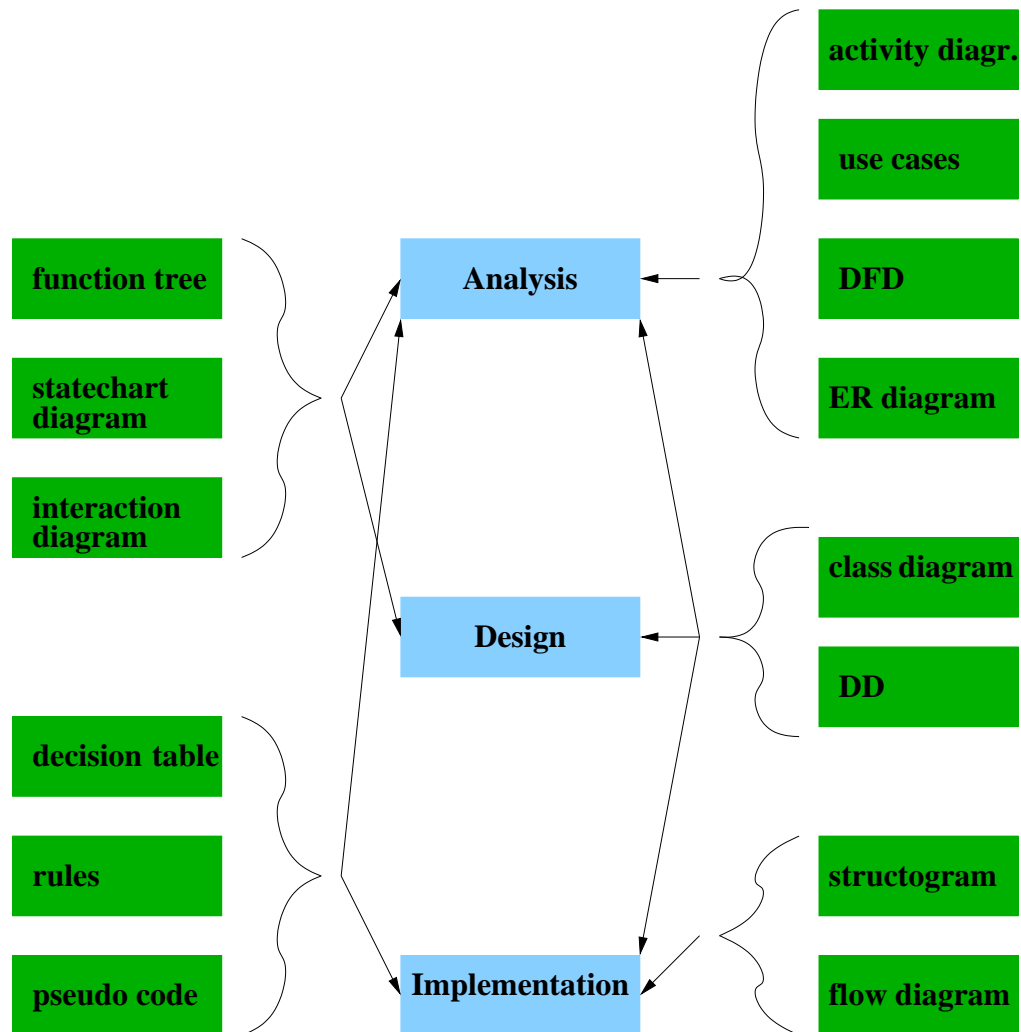 activity diagr.
use cases
function tree
Analysis
DFD
statechart
diagram
ER diagram
interaction
diagram
class diagram
Design
DD
decision table
rules
structogram
pseudo code
Implementation
flow diagram